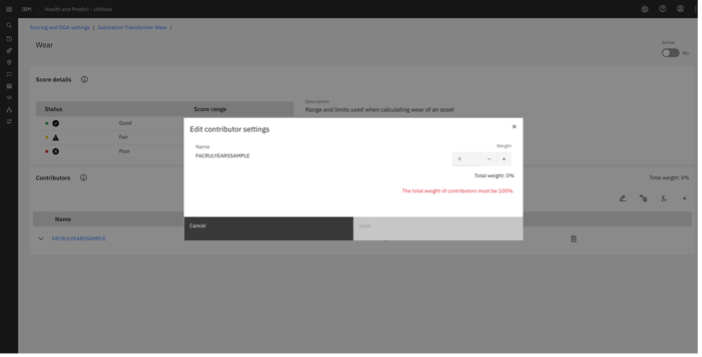 IBM Health and Predict - Utilities
Scoring and DGA settings / Substation Transformer Wear /
Wear
Active
No
Score details
Status Score range
Good
Fair
Poor
Description
Range and limits used when calculating wear of an asset
Edit contributor settings
Name
FACRULYEARSSAMPLE
Weight
Total weight: 0%
The total weight of contributors must be 100%.
Cancel Save
Contributors
Total weight: 0%
Name
FACRULYEARSSAMPLE